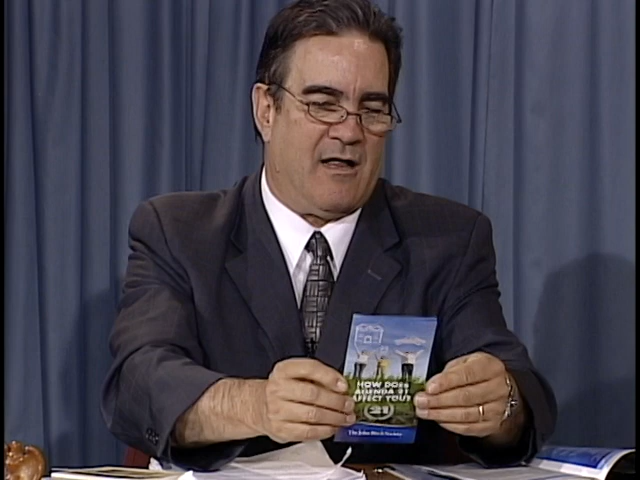 HOW DOES
AGENDA 21
AFFECT YOU?
21
The John Birch Society